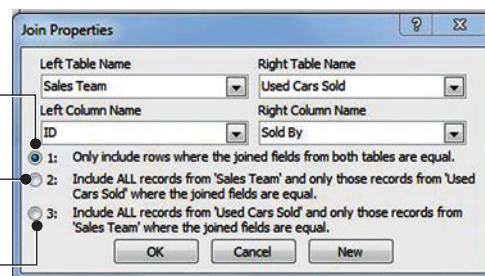 Join Properties
Left Table Name
Right Table Name
Sales Team
Used Cars Sold
Left Column Name
Right Column Name
ID
Sold By
1: Only include rows where the joined fields from both tables are equal.
2: Include ALL records from 'Sales Team' and only those records from 'Used
Cars Sold' where the joined fields are equal.
3: Include ALL records from 'Used Cars Sold' and only those records from
'Sales Team' where the joined fields are equal.
OK
Cancel
New